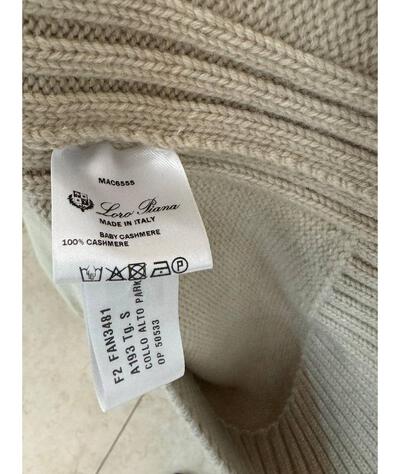 MAC6555
Loro Piana
MADE IN ITALY
BABY CASHMERE
100% CASHMERE
P
F2 FAN3481
A193 Tg. S
COLLO ALTO PARK
OP 50533